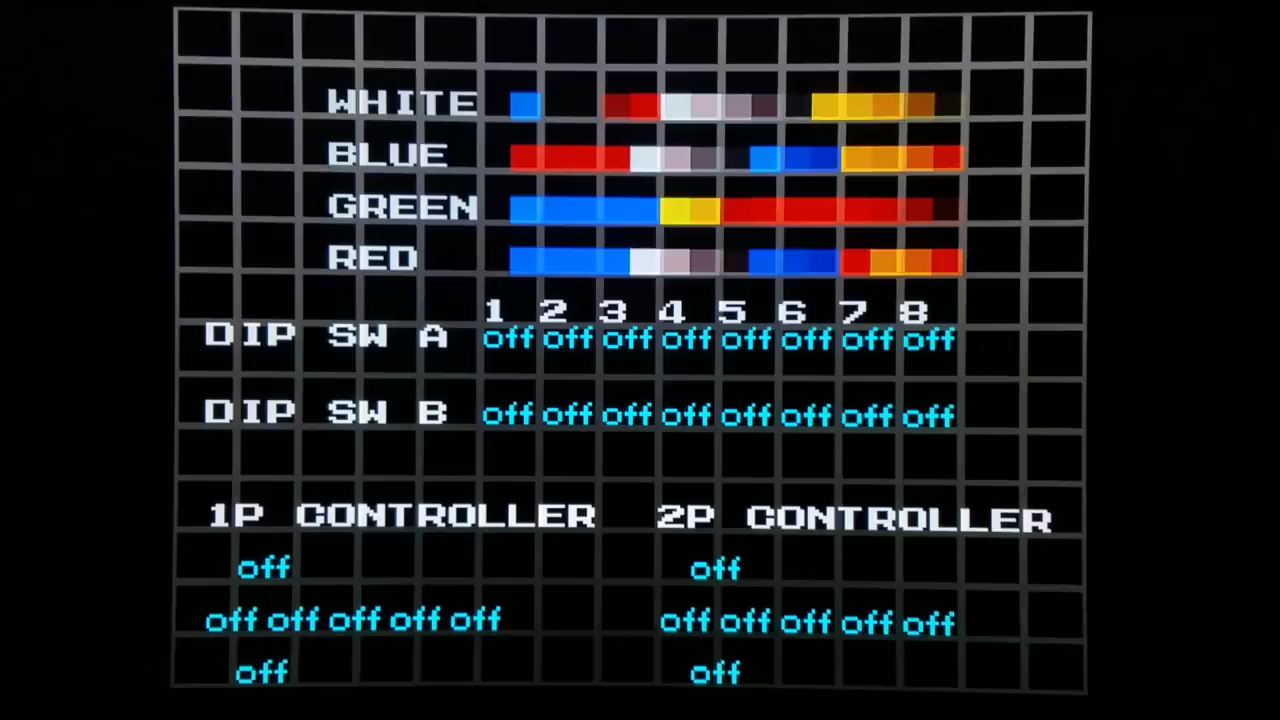 WHITE
BLUE
GREEN
RED
1 2 3 4 5 6 7 8
DIP SW A off off off off off off off off
DIP SW B off off off off off off off off
1P CONTROLLER 2P CONTROLLER
off off
off off off off off off off off off off
off off